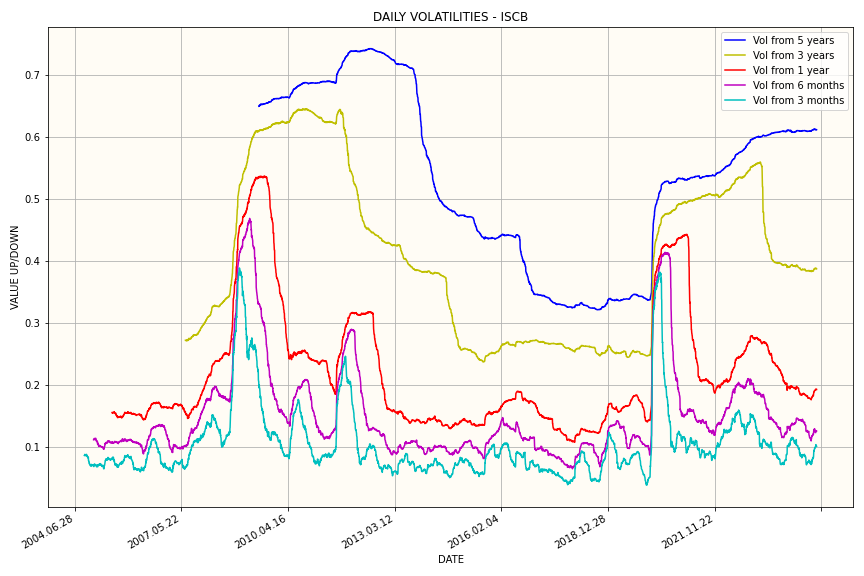 DAILY VOLATILITIES - ISCB
Vol from 5 years
Vol from 3 years
Vol from 1 year
Vol from 6 months
Vol from 3 months
VALUE UP/DOWN
0.7
0.6
0.5
0.4
0.3
0.2
0.1
2004.06.28
2007.05.22
2010.04.16
2013.03.12
2016.02.04
2018.12.28
2021.11.22
DATE